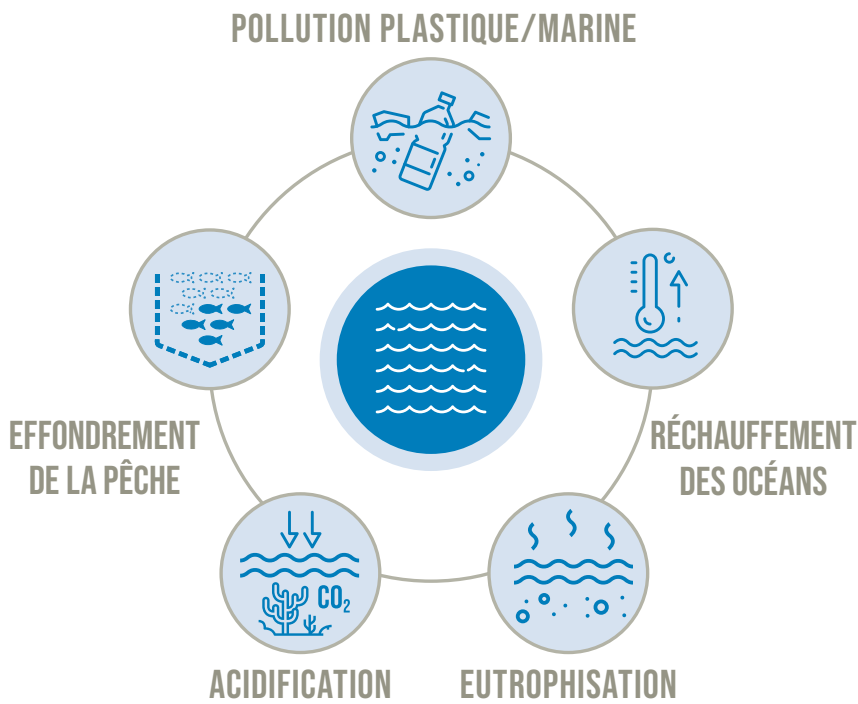 POLLUTION PLASTIQUE/MARINE
EFFONDREMENT
DE LA PÊCHE
RÉCHAUFFEMENT
DES OCÉANS
CO₂
ACIDIFICATION
EUTROPHISATION